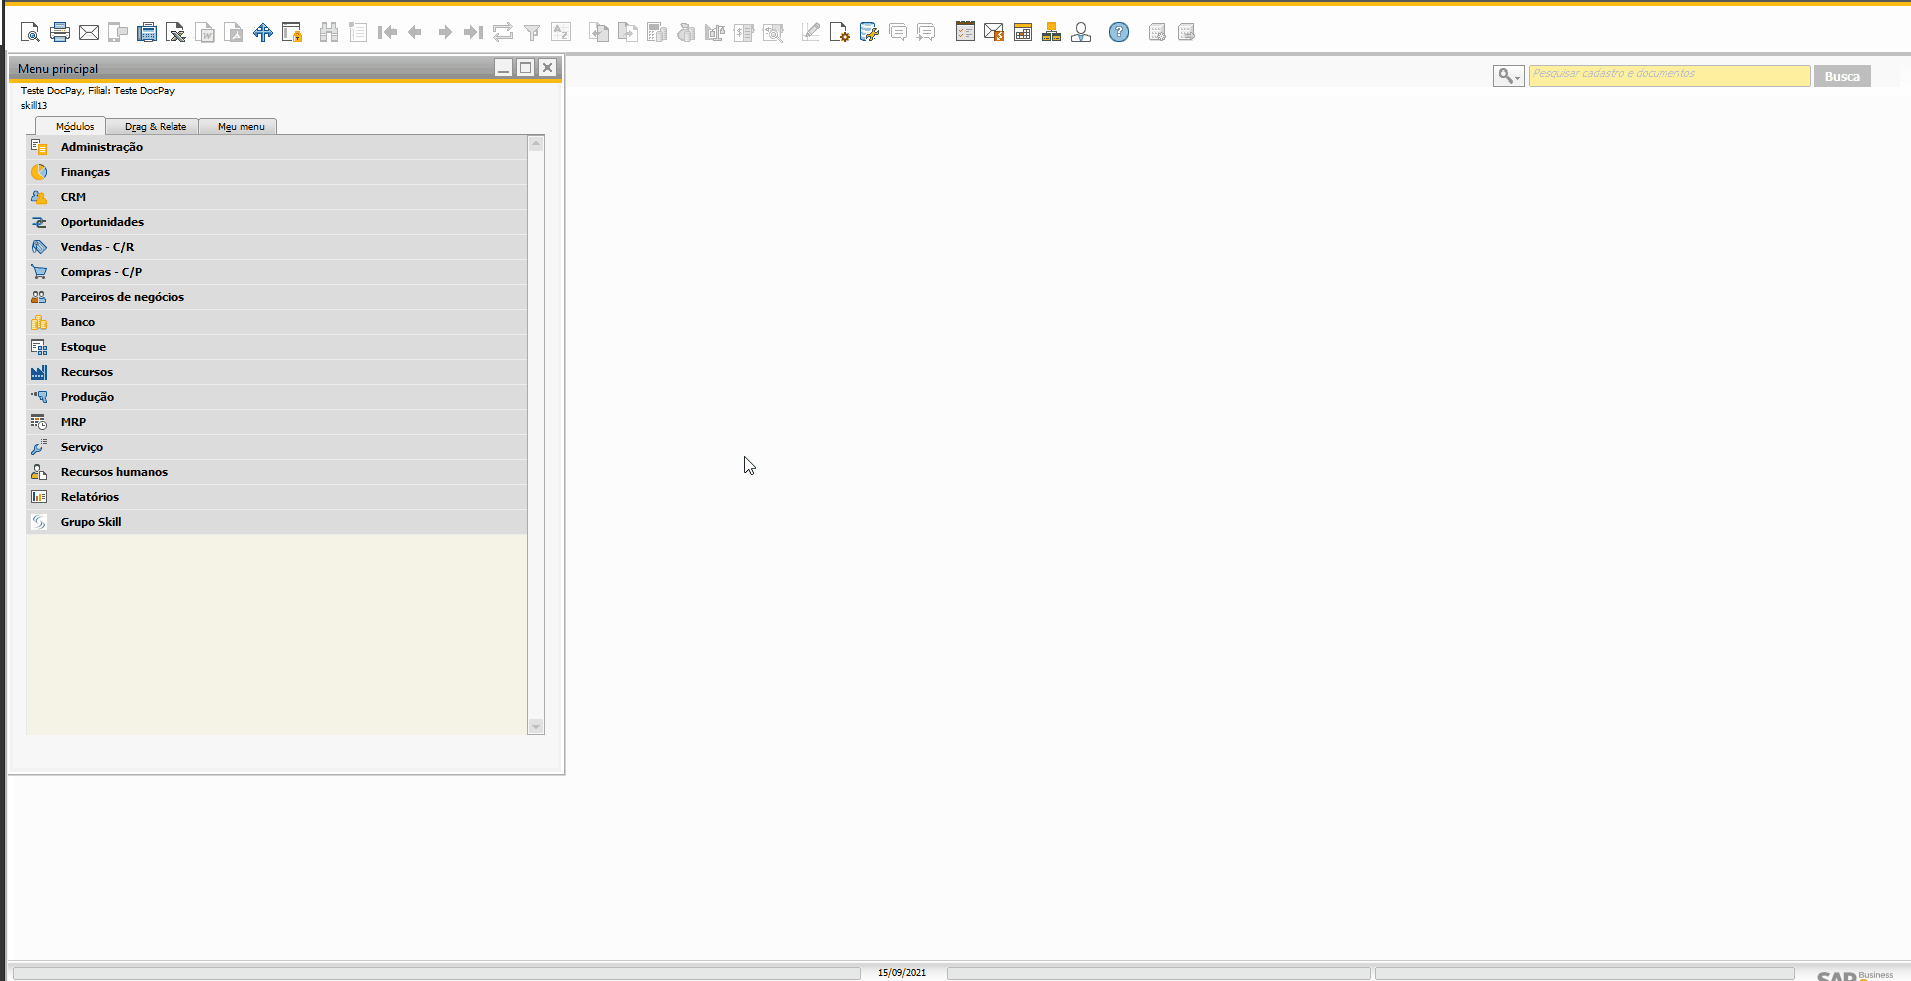 Menu principal
Pesquisar cadastro e documentos
Busca
Teste DocPay, Filial: Teste DocPay
skill13
Módulos
Drag & Relate
Meu menu
Administração
Finanças
CRM
Oportunidades
Vendas - C/R
Compras - C/P
Parceiros de negócios
Banco
Estoque
Recursos
Produção
MRP
Serviço
Recursos humanos
Relatórios
Grupo Skill
15/09/2021
SAP Business